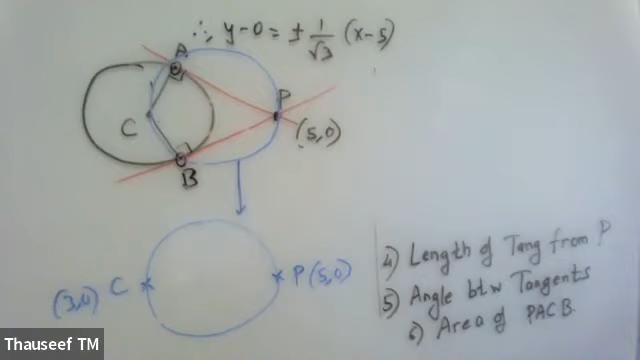 ∴ y-0 = ± 1/√3 (x-5)
A
P
C
(5,0)
B
(3,0) C
P(5,0)
4) Length of Tang from P
5) Angle btw Tangents
6) Area of PACB.
Thauseef TM